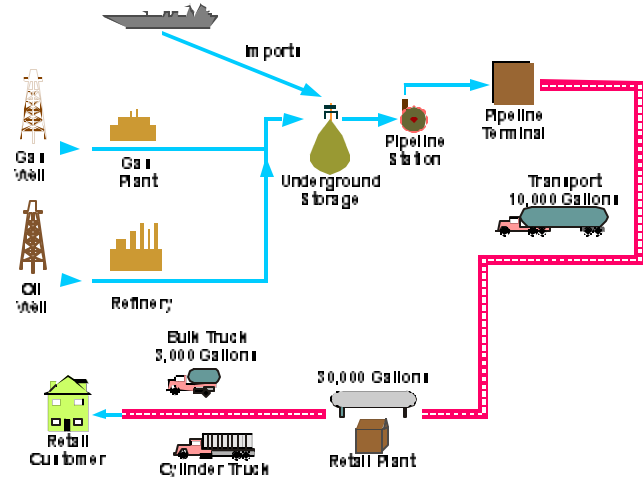 Imports
Gas
Well
Gas
Plant
Underground
Storage
Pipeline
Station
Pipeline
Terminal
Transport
10,000 Gallons
Oil
Well
Refinery
Bulk Truck
3,000 Gallons
30,000 Gallons
Retail
Customer
Cylinder Truck
Retail Plant